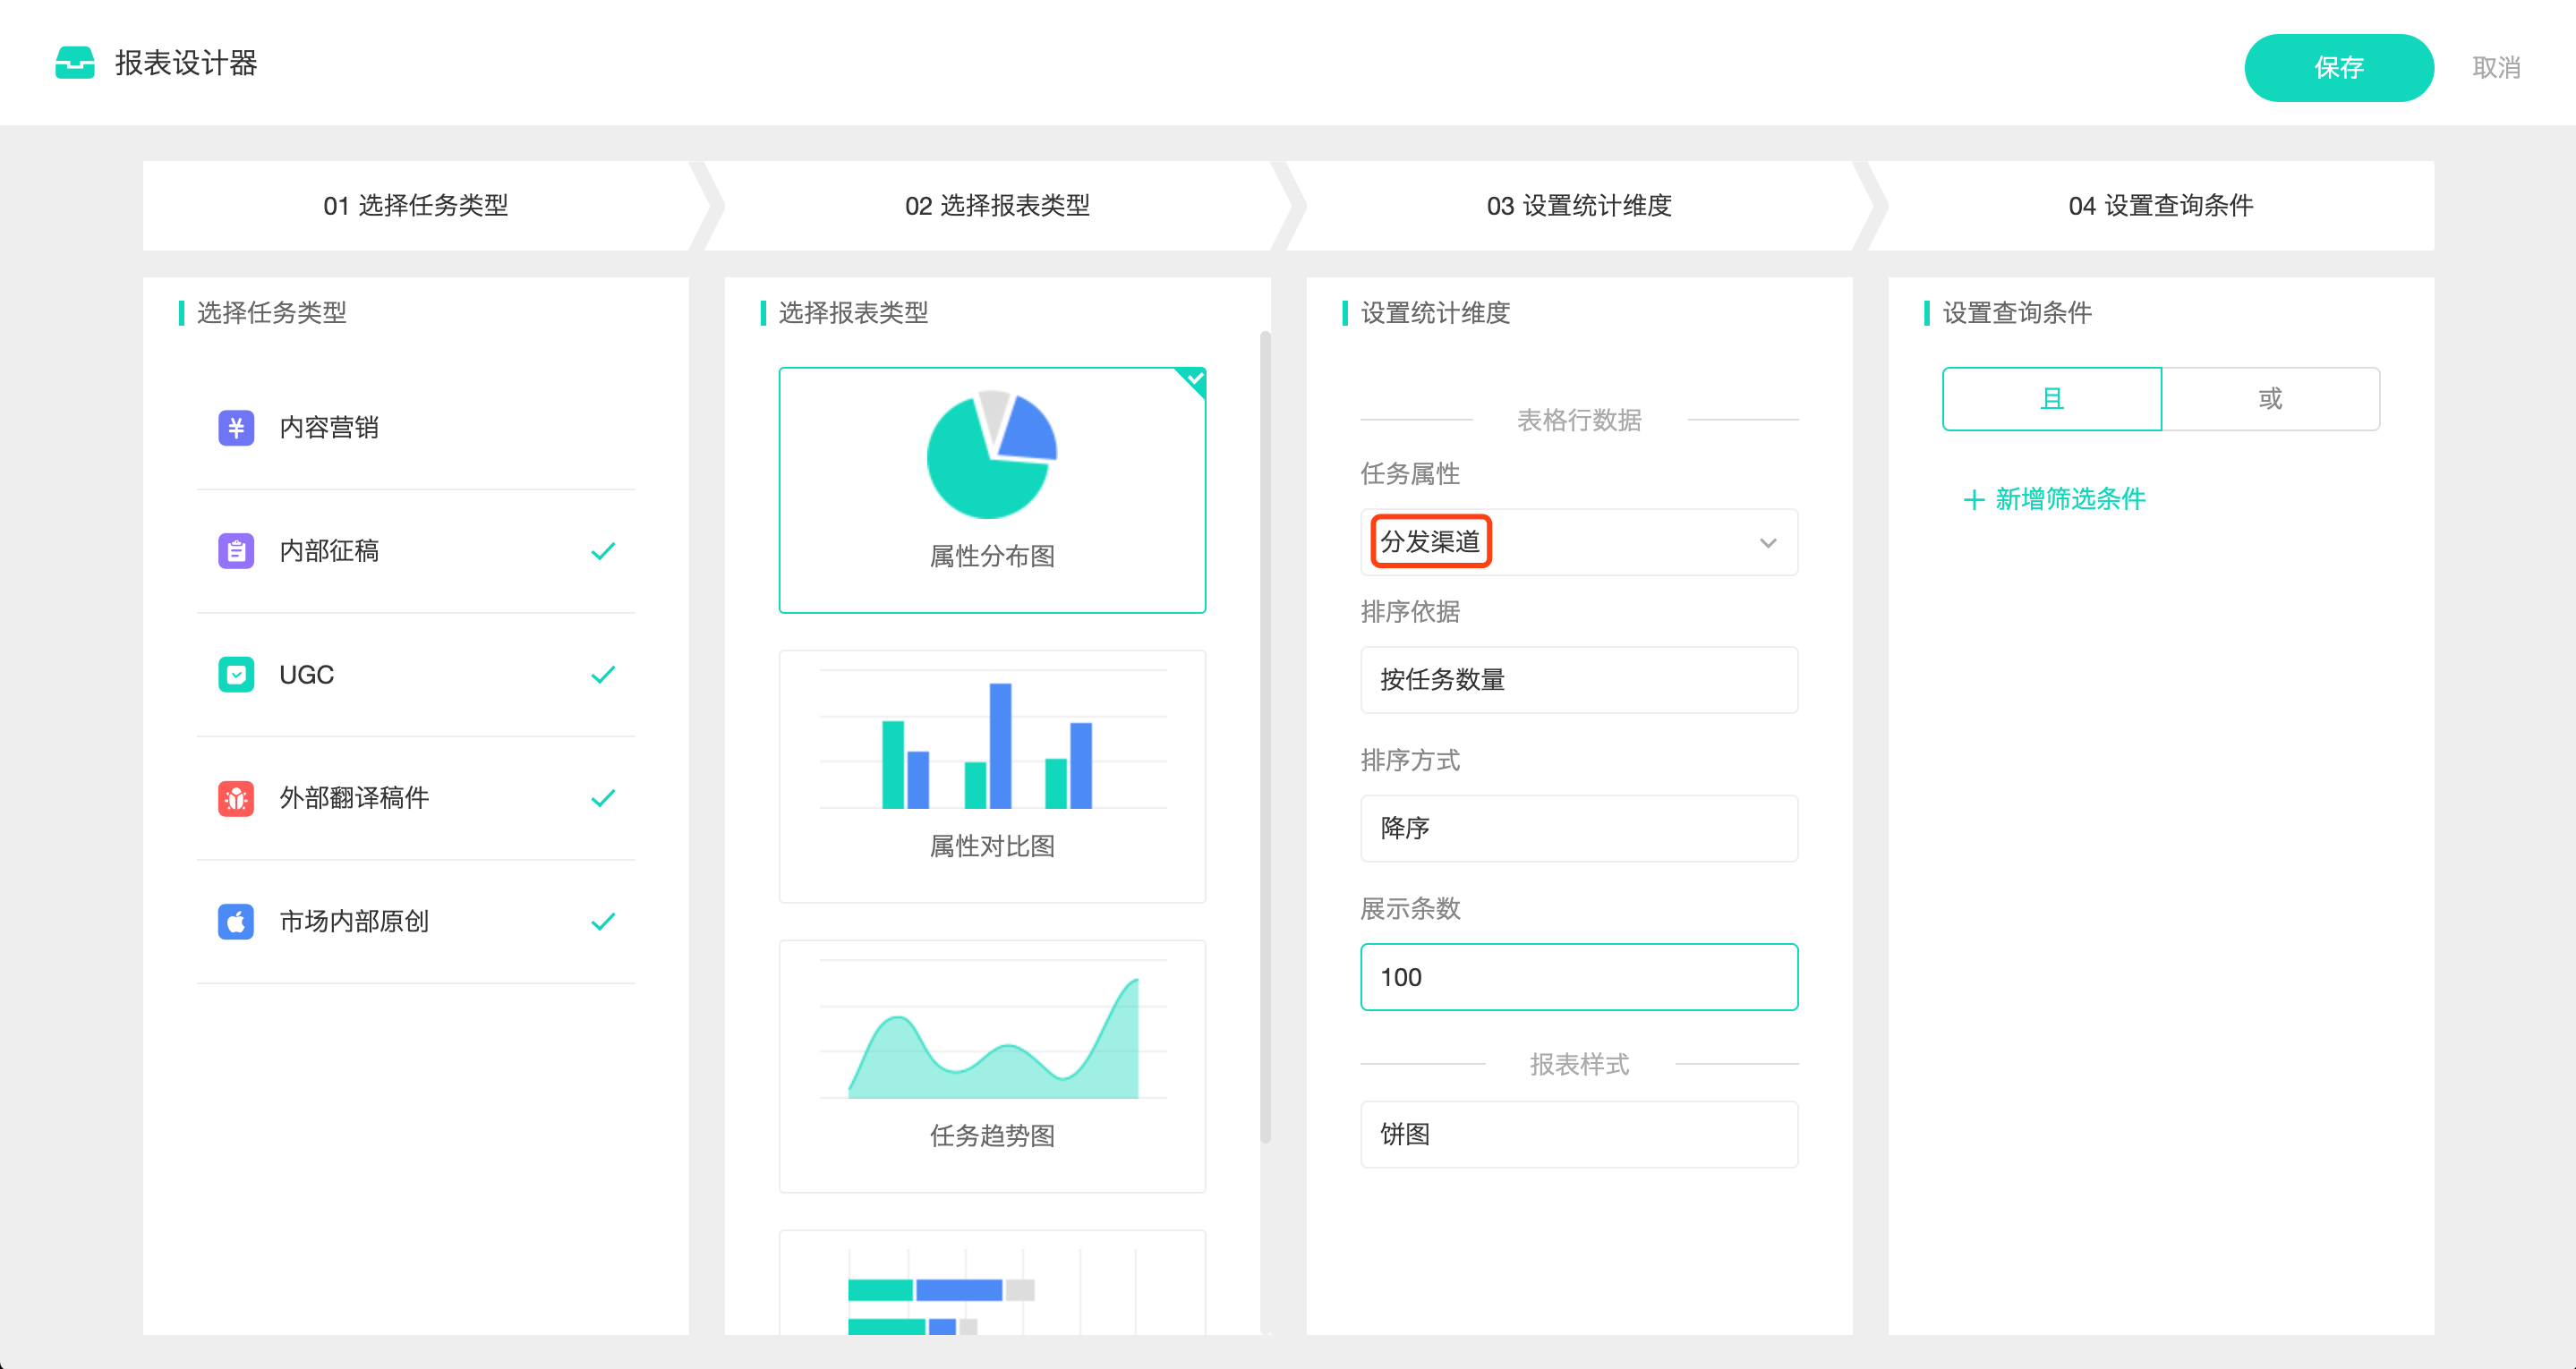 报表设计器
保存
取消
01 选择任务类型
02 选择报表类型
03 设置统计维度
04 设置查询条件
选择任务类型
内容营销
内部征稿
UGC
外部翻译稿件
市场内部原创
选择报表类型
属性分布图
属性对比图
任务趋势图
设置统计维度
表格行数据
任务属性
分发渠道
排序依据
按任务数量
排序方式
降序
展示条数
100
报表样式
饼图
设置查询条件
且
或
+ 新增筛选条件